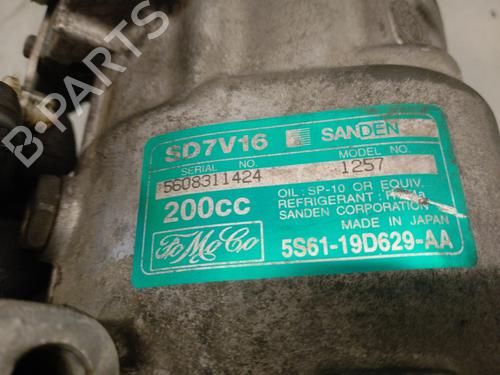 SD7V16 SANDEN
SERIAL NO. MODEL NO.
5608311424 1257
200cc OIL: SP-10 OR EQUIV.
REFRIGERANT:
SANDEN CORPORATION
MADE IN JAPAN
FoMoCo 5S61-19D629-AA
B-PARTS